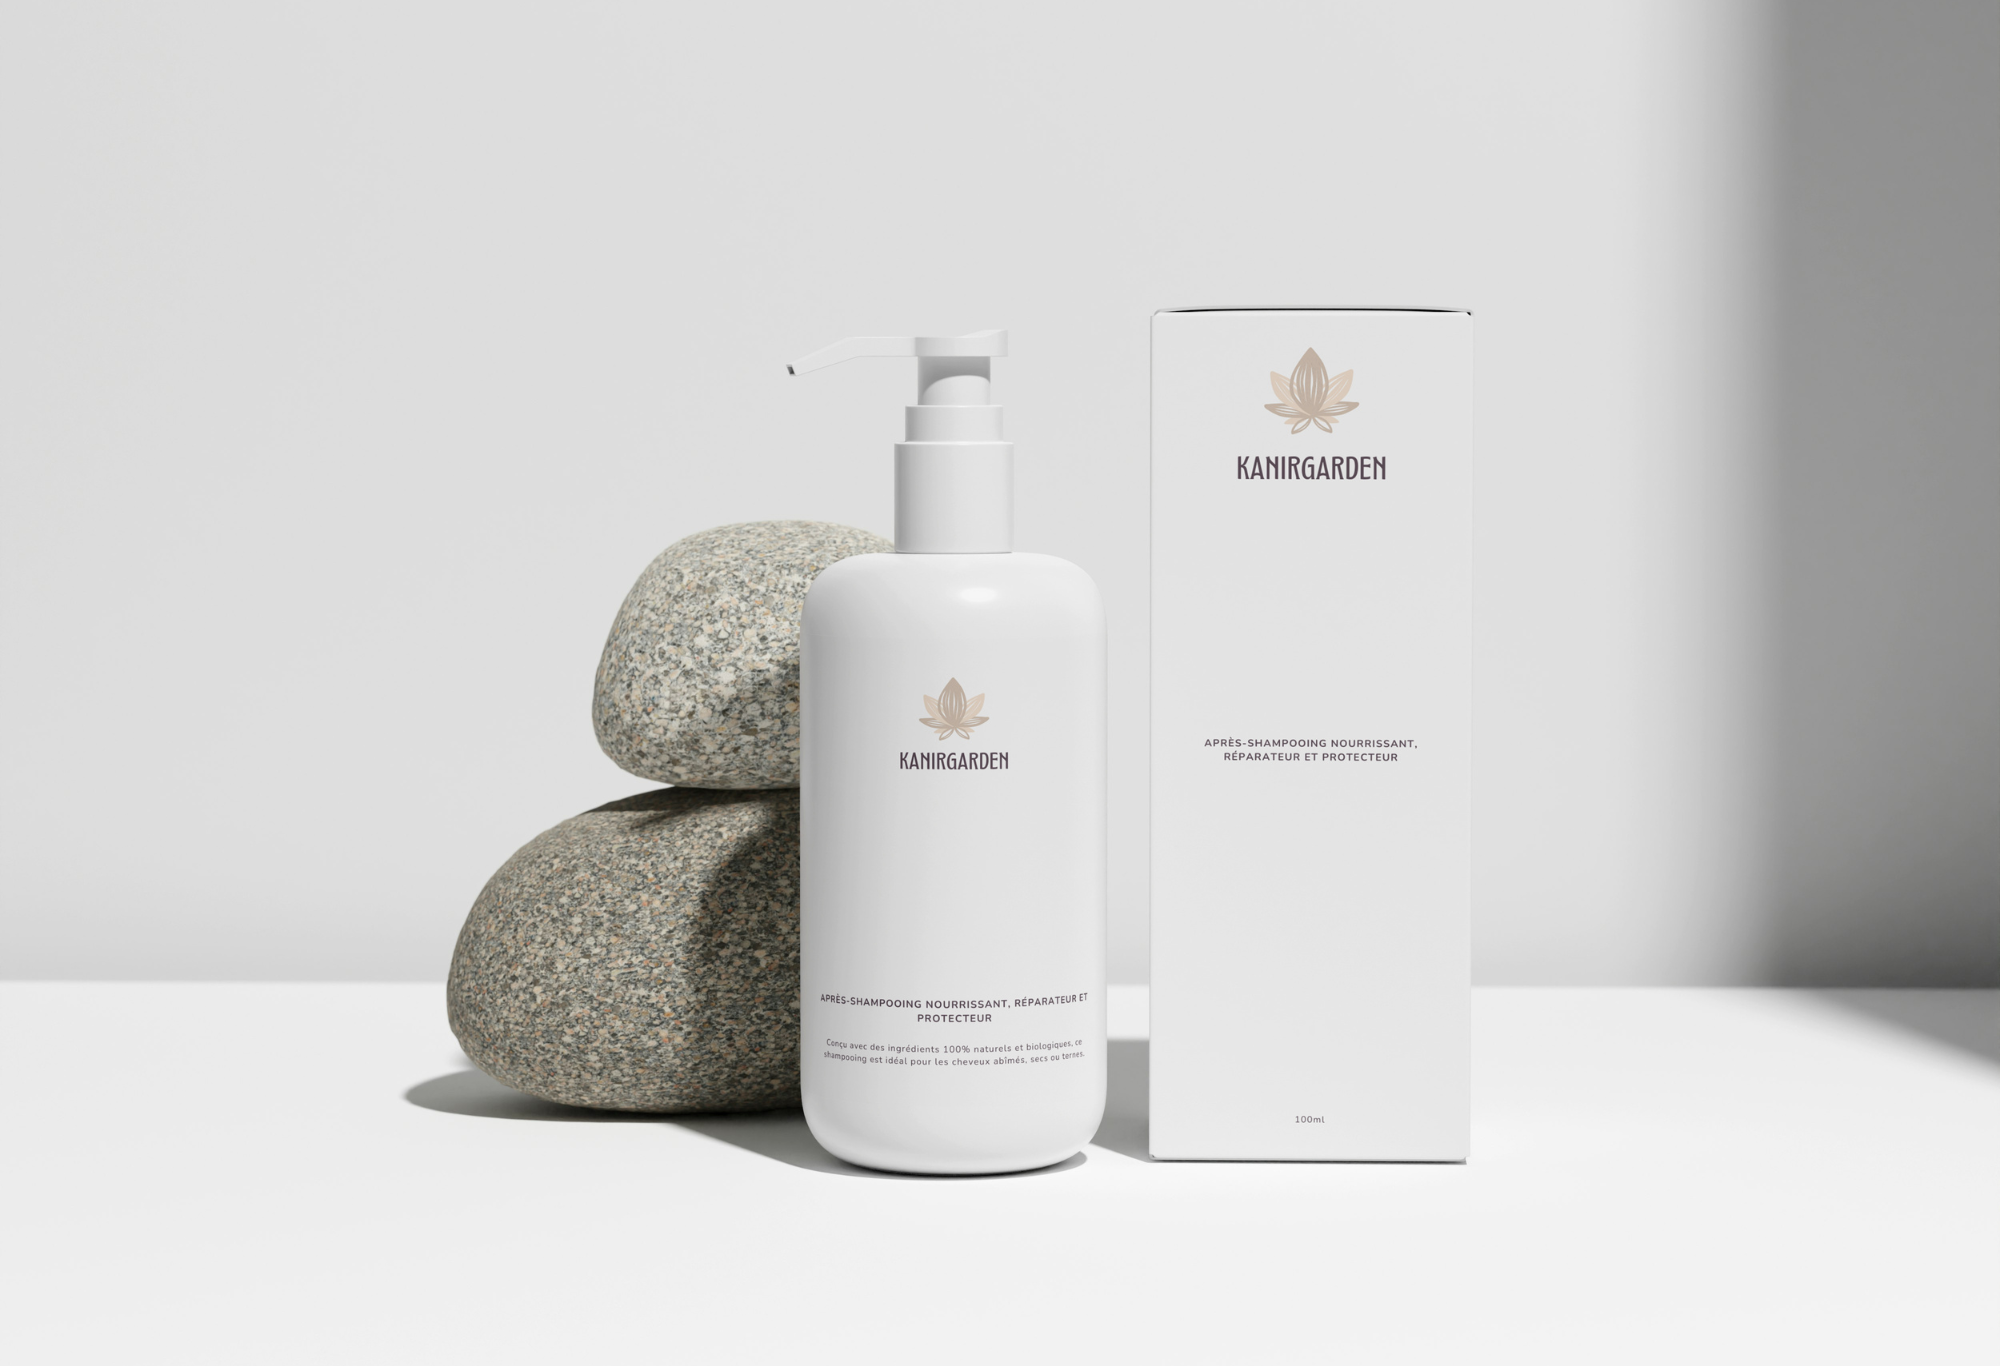 KANIRGARDEN
APRÈS-SHAMPOOING NOURRISSANT, RÉPARATEUR ET
PROTECTEUR
Conçu avec des ingrédients 100% naturels et biologiques, ce
shampooing est idéal pour les cheveux abîmés, secs ou ternes.
KANIRGARDEN
APRÈS-SHAMPOOING NOURRISSANT,
RÉPARATEUR ET PROTECTEUR
100ml